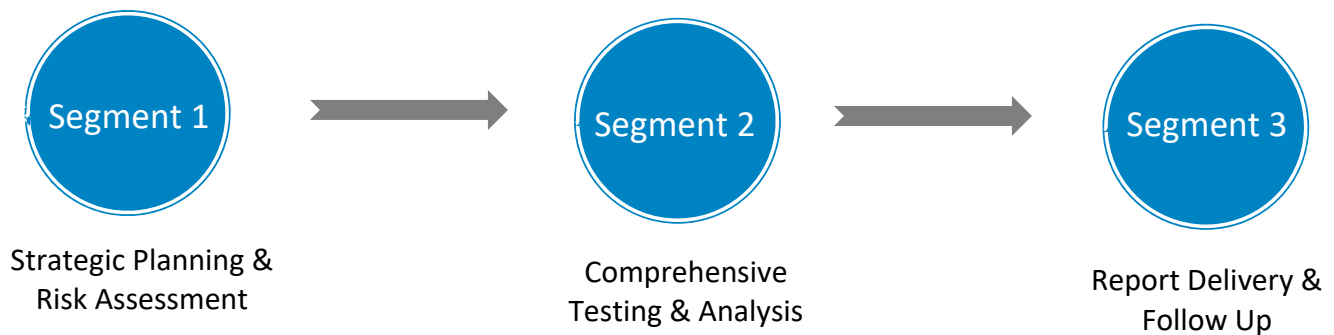 Segment 1
Strategic Planning &
Risk Assessment
Segment 2
Comprehensive
Testing & Analysis
Segment 3
Report Delivery &
Follow Up